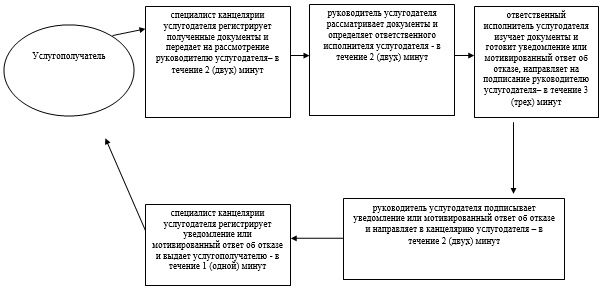 Услугополучатель
специалист канцелярии
услугодателя регистрирует
полученные документы и
передает на рассмотрение
руководителю услугодателя– в
течение 2 (двух) минут
руководитель услугодателя
рассматривает документы и
определяет ответственного
исполнителя услугодателя - в
течение 2 (двух) минут
ответственный
исполнитель услугодателя
изучает документы и
готовит уведомление или
мотивированный ответ об
отказе, направляет на
подписание руководителю
услугодателя– в течение 3
(трех) минут
руководитель услугодателя подписывает
уведомление или мотивированный ответ об отказе
и направляет в канцелярию услугодателя – в
течение 2 (двух) минут
специалист канцелярии
услугодателя регистрирует
уведомление или
мотивированный ответ об отказе
и выдает услугополучателю - в
течение 1 (одной) минут